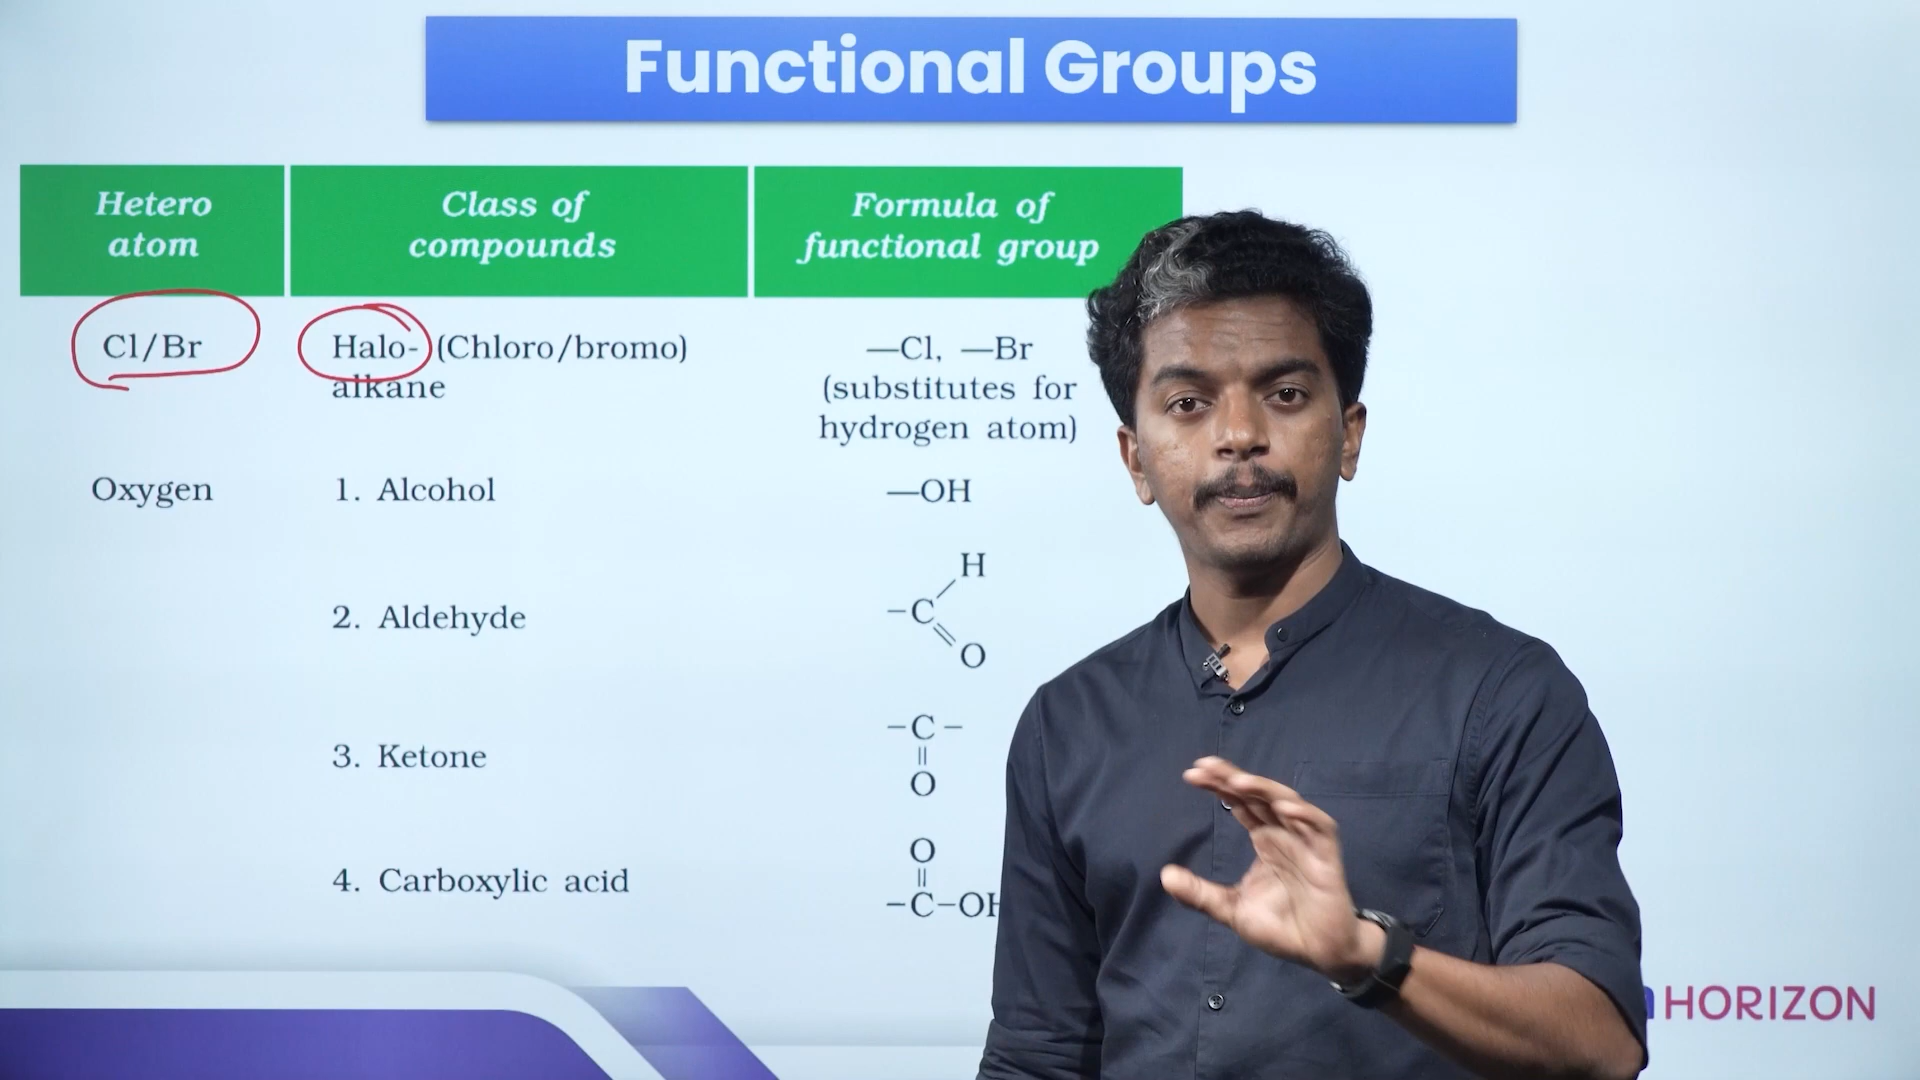 Functional Groups
Hetero atom
Class of compounds
Formula of functional group
Cl/Br
Halo- (Chloro/bromo) alkane
—Cl, —Br
(substitutes for hydrogen atom)
Oxygen
1. Alcohol
—OH
2. Aldehyde
H
–C
O
3. Ketone
–C–
O
4. Carboxylic acid
O
–C–OH
HORIZON